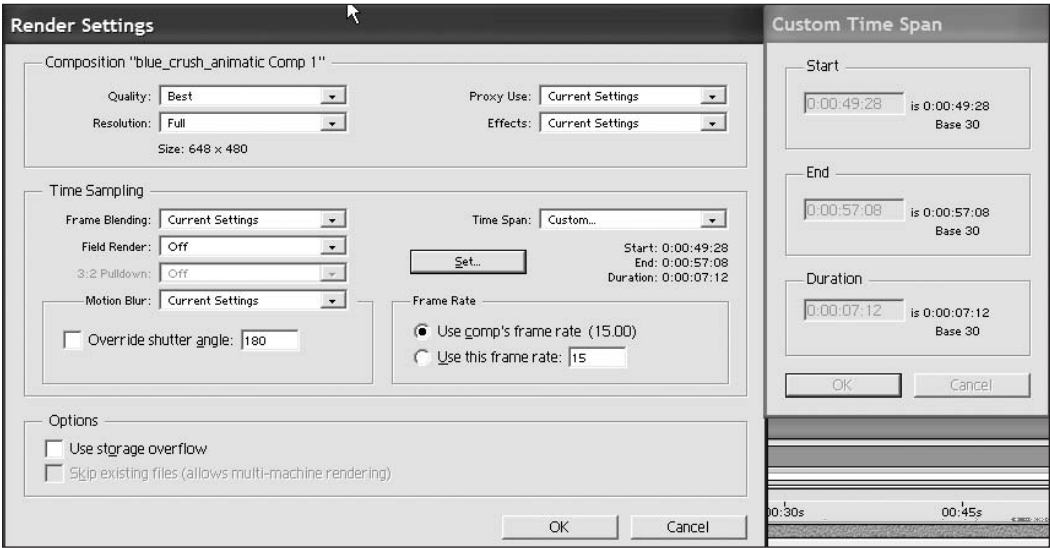 Render Settings
Composition "blue_crush_animatic Comp 1"
Quality: Best
Proxy Use: Current Settings
Resolution: Full
Effects: Current Settings
Size: 648 x 480
Time Sampling
Frame Blending: Current Settings
Time Span: Custom...
Field Render: Off
Set...
Start: 0:00:49:28
End: 0:00:57:08
Duration: 0:00:07:12
3:2 Pulldown: Off
Motion Blur: Current Settings
Override shutter angle: 180
Frame Rate
Use comp's frame rate (15.00)
Use this frame rate: 15
Options
Use storage overflow
Skip existing files (allows multi-machine rendering)
OK
Cancel
Custom Time Span
Start
0:00:49:28 is 0:00:49:28
Base 30
End
0:00:57:08 is 0:00:57:08
Base 30
Duration
0:00:07:12 is 0:00:07:12
Base 30
OK
Cancel
00:30s
00:45s